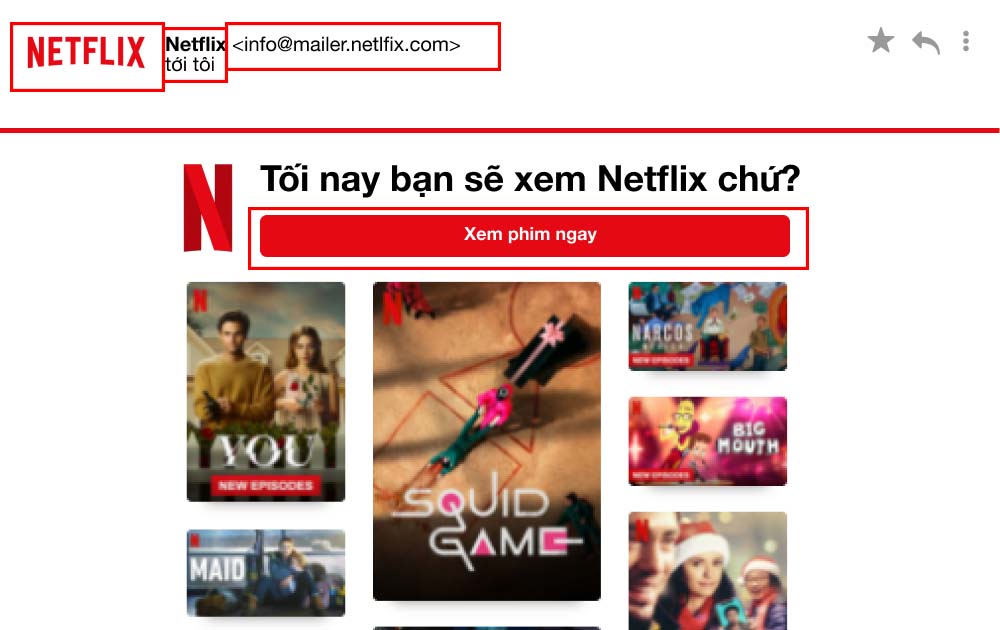 NETFLIX
Netflix <info@mailer.netlfix.com>
tới tôi
N
Tối nay bạn sẽ xem Netflix chứ?
Xem phim ngay
N
YOU
NEW EPISODES
N
SQUID
GAME
N
NARCOS
NEW EPISODES
N
BIG
MOUTH
NEW EPISODES
N
MAID
N